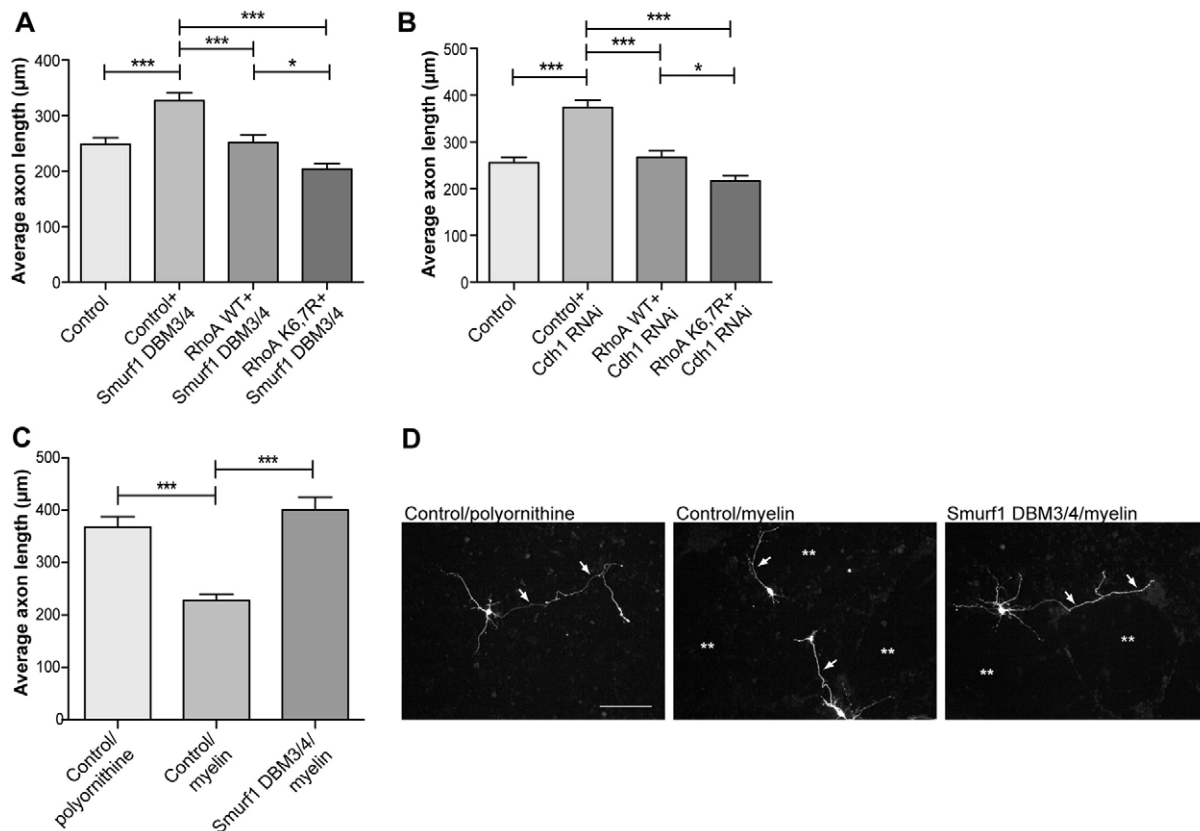 A
***
***
***
*
Average axon length (µm)
400
300
200
100
0
Control
Control+
Smurf1 DBM3/4
RhoA WT+
Smurf1 DBM3/4
RhoA K6,7R+
Smurf1 DBM3/4
B
***
***
***
*
Average axon length (µm)
500
400
300
200
100
0
Control
Control+
Cdh1 RNAi
RhoA WT+
Cdh1 RNAi
RhoA K6,7R+
Cdh1 RNAi
C
***
***
Average axon length (µm)
500
400
300
200
100
0
Control/
polyornithine
Control/
myelin
Smurf1 DBM3/4/
myelin
D
Control/polyornithine
Control/myelin
**
**
**
Smurf1 DBM3/4/myelin
**
**